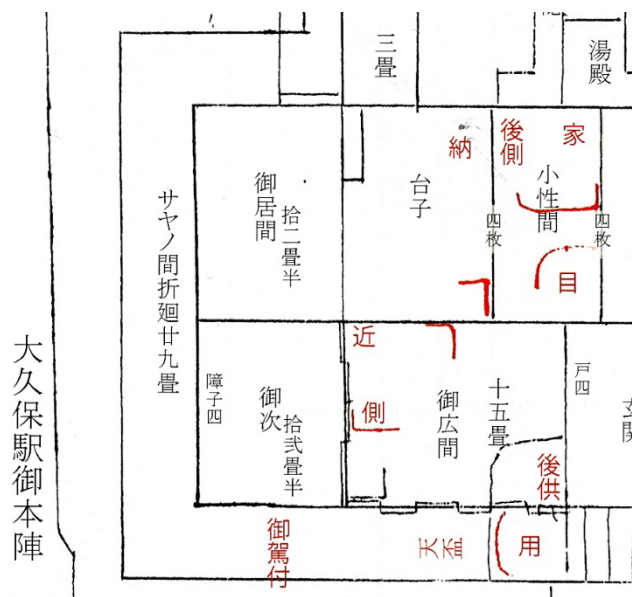 三畳
湯殿
後側
家
納
小性間
台子
四枚
四枚
目
御居間
拾二畳半
サヤノ間折廻廿九畳
大久保駅御本陣
近
側
戸四
玄関
十五畳
御広間
後供
障子四
御次
拾弐畳半
御駕付
天盃
用